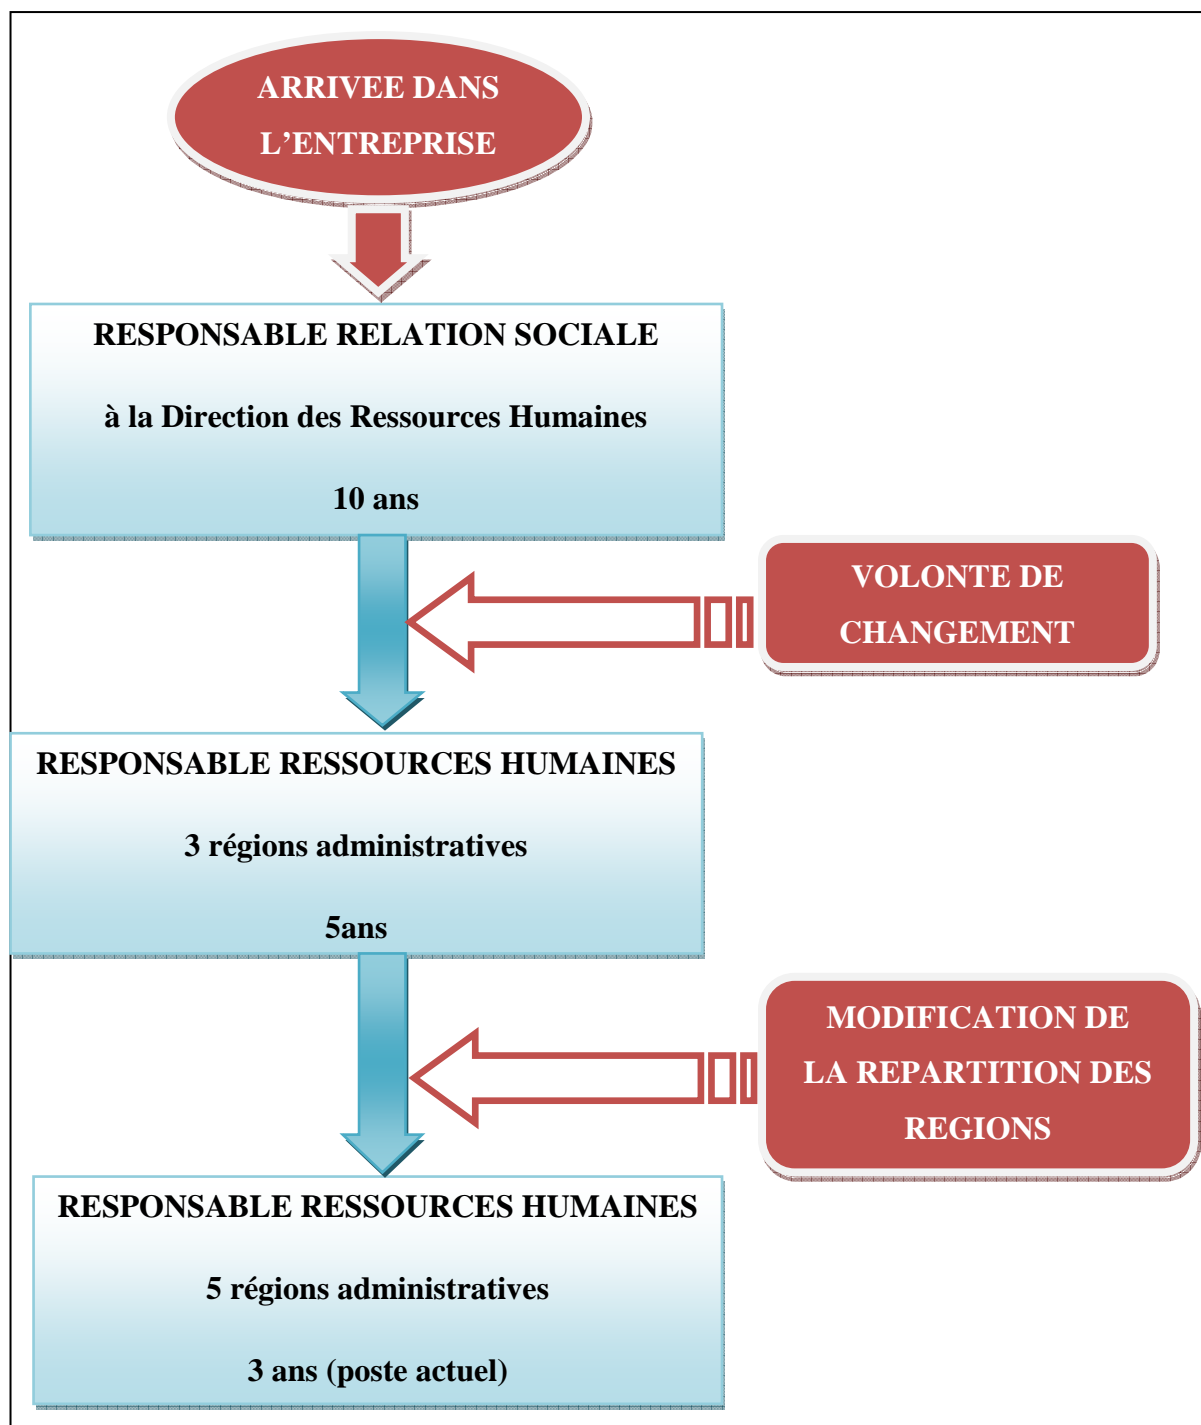 ARRIVEE DANS
L’ENTREPRISE
RESPONSABLE RELATION SOCIALE
à la Direction des Ressources Humaines
10 ans
VOLONTE DE
CHANGEMENT
RESPONSABLE RESSOURCES HUMAINES
3 régions administratives
5ans
MODIFICATION DE
LA REPARTITION DES
REGIONS
RESPONSABLE RESSOURCES HUMAINES
5 régions administratives
3 ans (poste actuel)